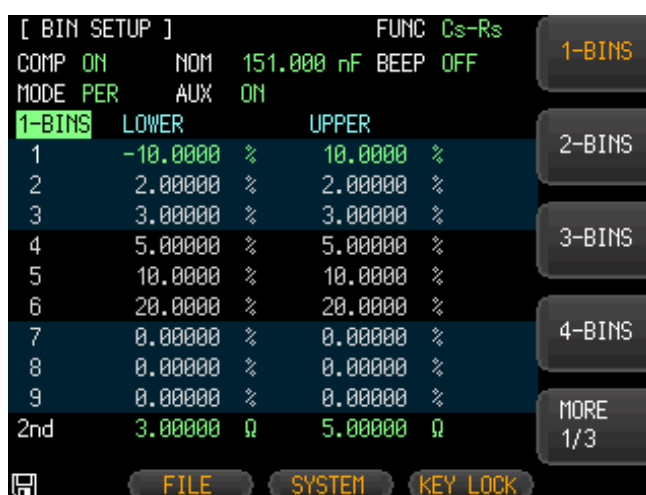 [ BIN SETUP ] FUNC Cs-Rs
COMP ON NOM 151.000 nF BEEP OFF
MODE PER AUX ON
1-BINS LOWER UPPER
1 -10.0000 % 10.0000 %
2 2.00000 % 2.00000 %
3 3.00000 % 3.00000 %
4 5.00000 % 5.00000 %
5 10.0000 % 10.0000 %
6 20.0000 % 20.0000 %
7 0.00000 % 0.00000 %
8 0.00000 % 0.00000 %
9 0.00000 % 0.00000 %
2nd 3.00000 Ω 5.00000 Ω
FILE SYSTEM KEY LOCK
1-BINS
2-BINS
3-BINS
4-BINS
MORE
1/3